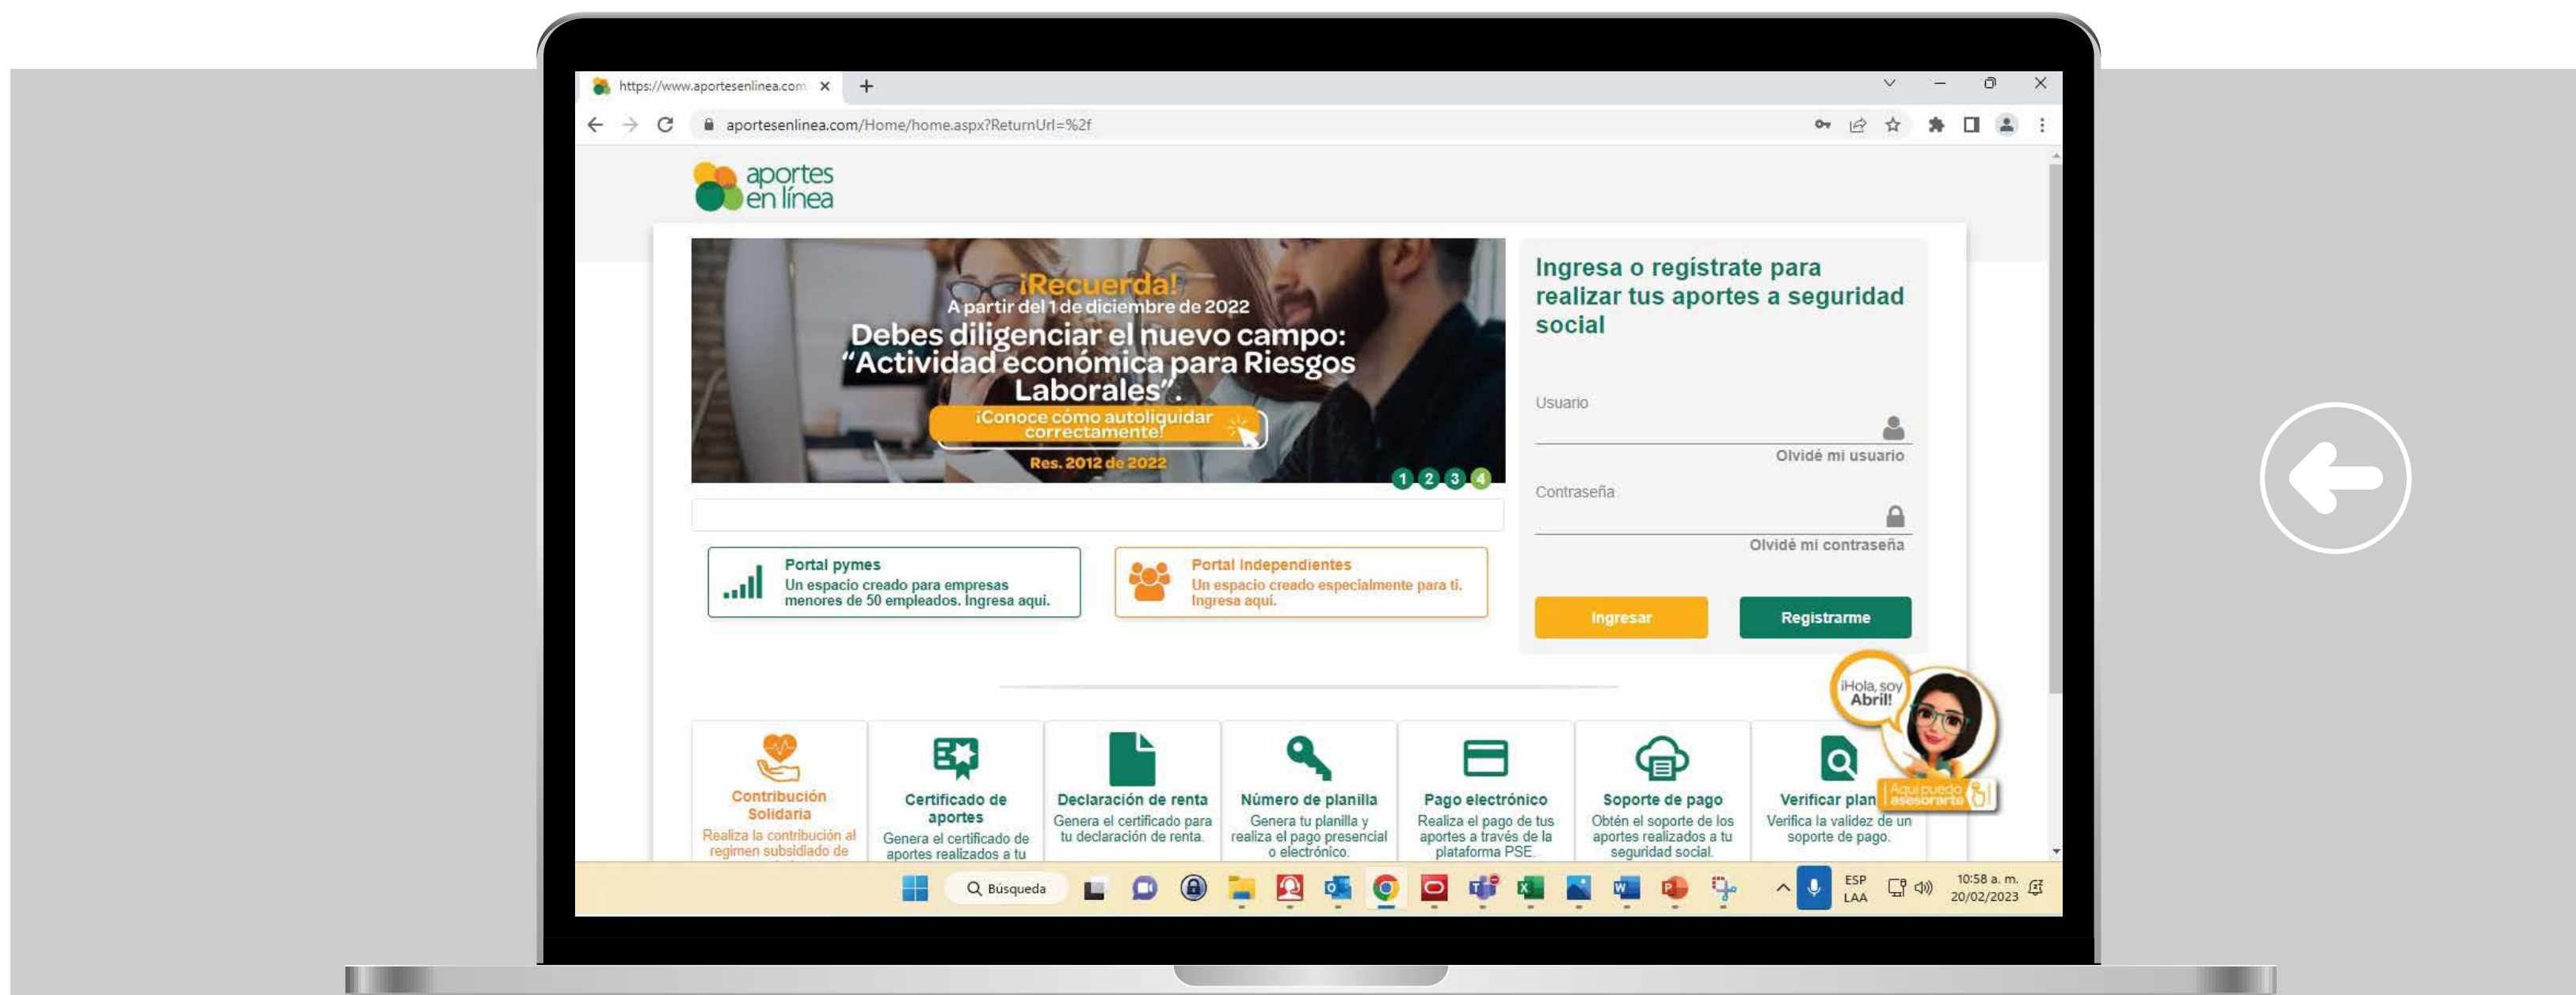 https://www.aportesenlinea.com
aportesenlinea.com/Home/home.aspx?ReturnUrl=%2f
aportes
en línea
¡Recuerda!
A partir del 1 de diciembre de 2022
Debes diligenciar el nuevo campo:
“Actividad económica para Riesgos
Laborales”.
¡Conoce cómo autoliquidar
correctamente!
Res. 2012 de 2022
1 2 3 4
Ingresa o regístrate para
realizar tus aportes a seguridad
social
Usuario
Olvidé mi usuario
Contraseña
Olvidé mi contraseña
Ingresar
Registrarme
Portal pymes
Un espacio creado para empresas
menores de 50 empleados. Ingresa aquí.
Portal Independientes
Un espacio creado especialmente para tí.
Ingresa aquí.
¡Hola, soy
Abril!
Aquí puedo
asesorarte
Contribución
Solidaria
Realiza la contribución al
regimen subsidiado de
Certificado de
aportes
Genera el certificado de
aportes realizados a tu
Declaración de renta
Genera el certificado para
tu declaración de renta.
Número de planilla
Genera tu planilla y
realiza el pago presencial
o electrónico.
Pago electrónico
Realiza el pago de tus
aportes a través de la
plataforma PSE.
Soporte de pago
Obtén el soporte de los
aportes realizados a tu
seguridad social.
Verificar plan
Verifica la validez de un
soporte de pago.
Búsqueda
ESP
LAA
10:58 a. m.
20/02/2023